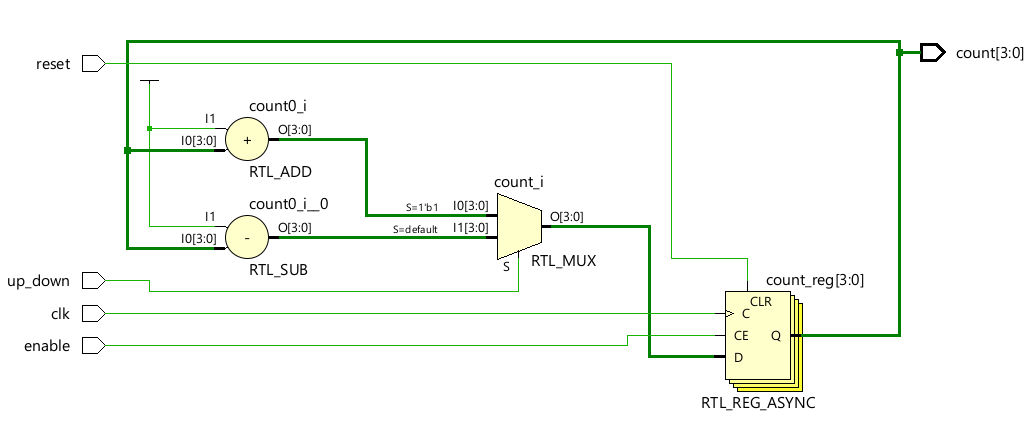 count[3:0]
reset
count0_i
I1
O[3:0]
+
I0[3:0]
RTL_ADD
count_i
count0_i__0
S=1'b1
I0[3:0]
I1
O[3:0]
O[3:0]
S=default
I1[3:0]
-
I0[3:0]
RTL_SUB
S
RTL_MUX
up_down
count_reg[3:0]
CLR
clk
C
enable
CE
Q
D
RTL_REG_ASYNC